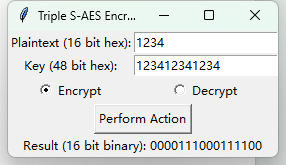 Triple S-AES Encr...
Plaintext (16 bit hex): 1234
Key (48 bit hex): 123412341234
Encrypt Decrypt
Perform Action
Result (16 bit binary): 0000111000111100